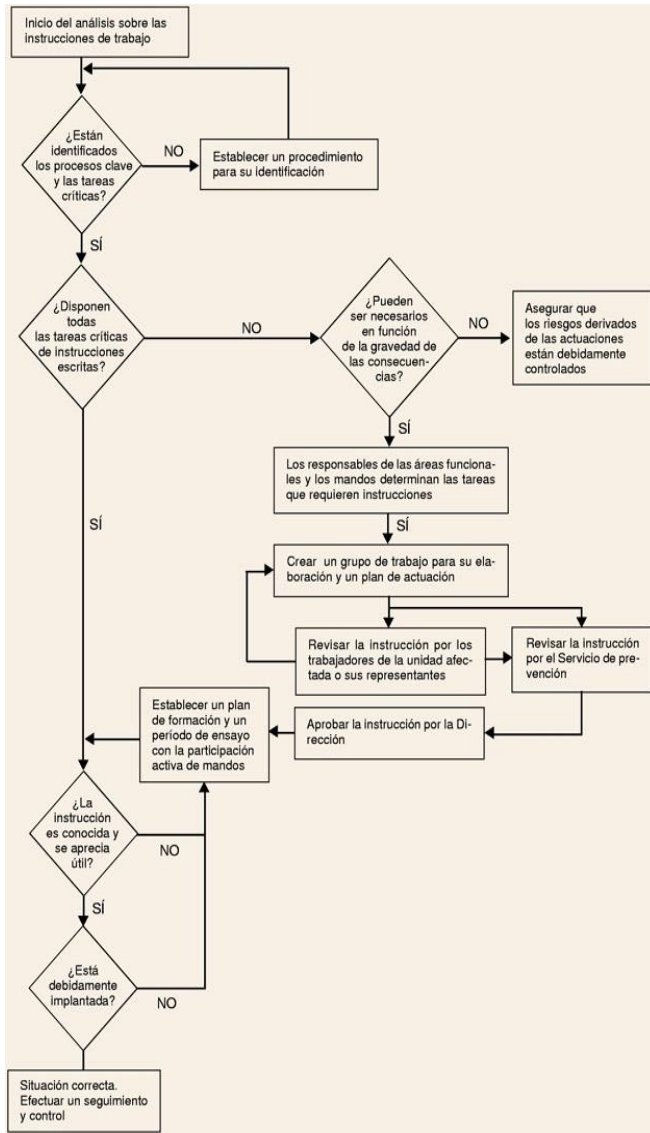 Inicio del análisis sobre las
instrucciones de trabajo
¿Están
identificados
los procesos clave
y las tareas
críticas?
NO
Establecer un procedimiento
para su identificación
SÍ
¿Disponen
todas
las tareas críticas
de instrucciones
escritas?
NO
¿Pueden
ser necesarios
en función
de la gravedad de
las consecuen-
cias?
NO
Asegurar que
los riesgos derivados
de las actuaciones
están debidamente
controlados
SÍ
Los responsables de las áreas funciona-
les y los mandos determinan las tareas
que requieren instrucciones
SÍ
SÍ
Crear un grupo de trabajo para su ela-
boración y un plan de actuación
Revisar la instrucción por los
trabajadores de la unidad afec-
tada o sus representantes
Revisar la instrucción
por el Servicio de pre-
vención
Aprobar la instrucción por la Di-
rección
Establecer un plan
de formación y un
período de ensayo
con la participación
activa de mandos
¿La
instrucción
es conocida y
se aprecia
útil?
NO
SÍ
¿Está
debidamente
implantada?
NO
Situación correcta.
Efectuar un seguimiento
y control